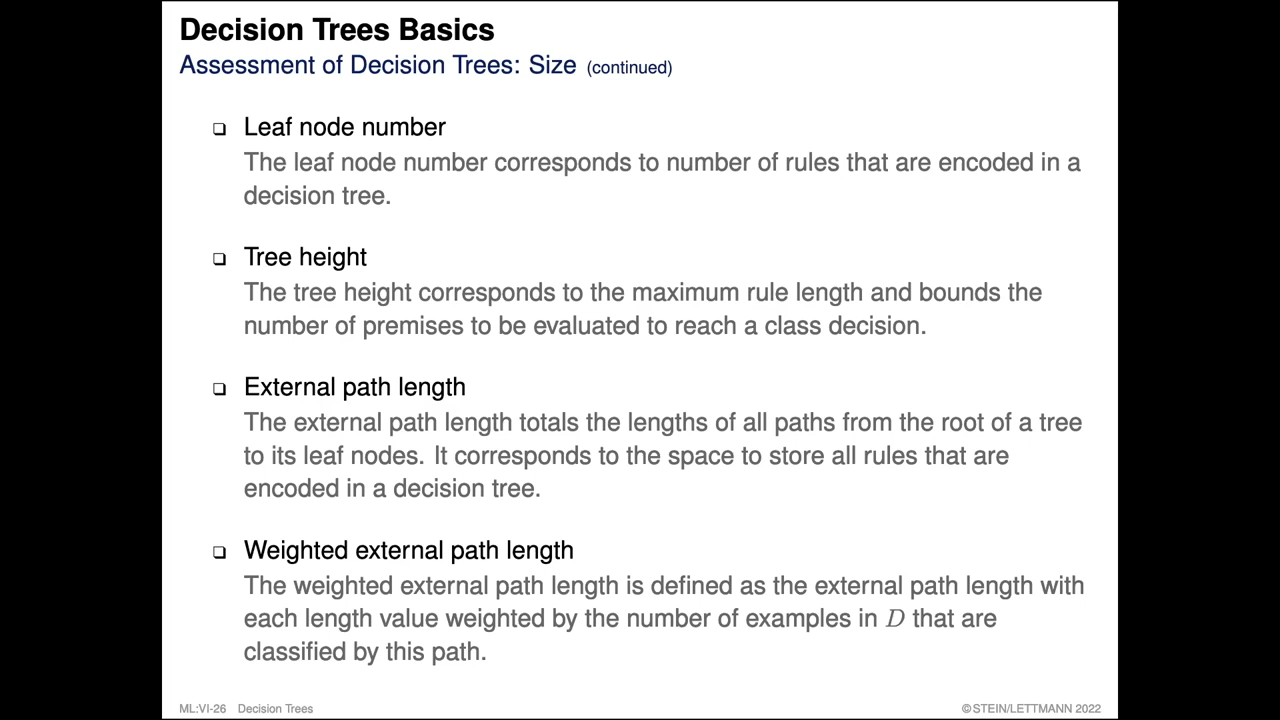 Decision Trees Basics
Assessment of Decision Trees: Size (continued)
❑ Leaf node number
The leaf node number corresponds to number of rules that are encoded in a
decision tree.
❑ Tree height
The tree height corresponds to the maximum rule length and bounds the
number of premises to be evaluated to reach a class decision.
❑ External path length
The external path length totals the lengths of all paths from the root of a tree
to its leaf nodes. It corresponds to the space to store all rules that are
encoded in a decision tree.
❑ Weighted external path length
The weighted external path length is defined as the external path length with
each length value weighted by the number of examples in D that are
classified by this path.
ML:VI-26 Decision Trees ©STEIN/LETTMANN 2022